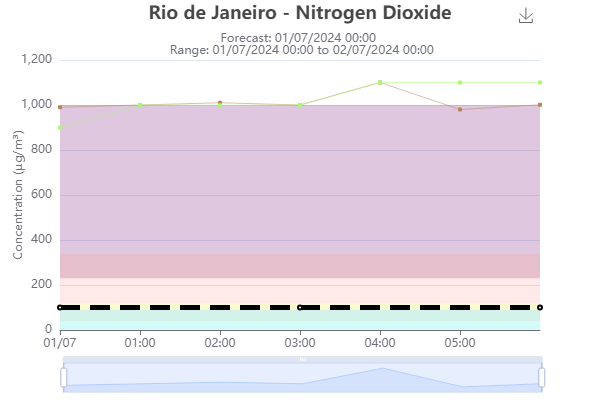 Rio de Janeiro - Nitrogen Dioxide
Forecast: 01/07/2024 00:00
Range: 01/07/2024 00:00 to 02/07/2024 00:00
Concentration (µg/m³)
1,200
1,000
800
600
400
200
0
01/07 01:00 02:00 03:00 04:00 05:00